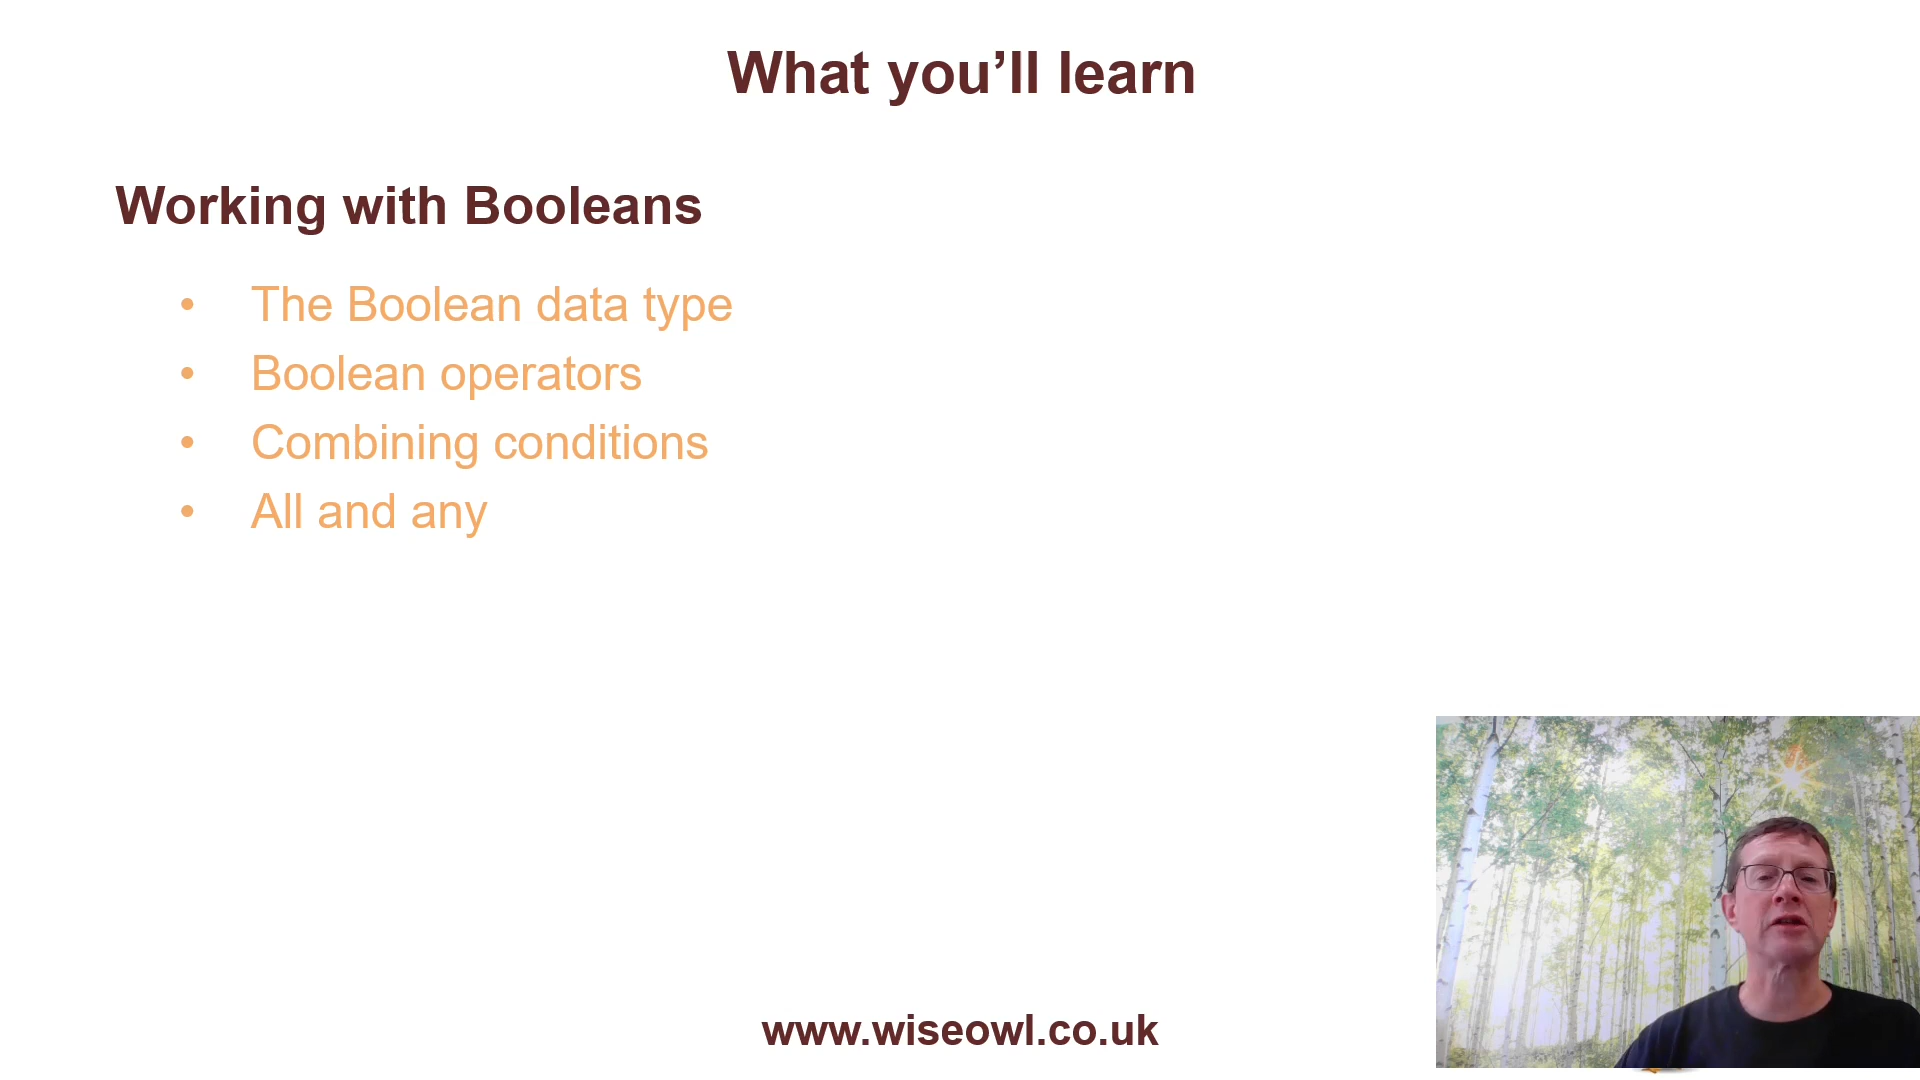 What you’ll learn
Working with Booleans
• The Boolean data type
• Boolean operators
• Combining conditions
• All and any
www.wiseowl.co.uk